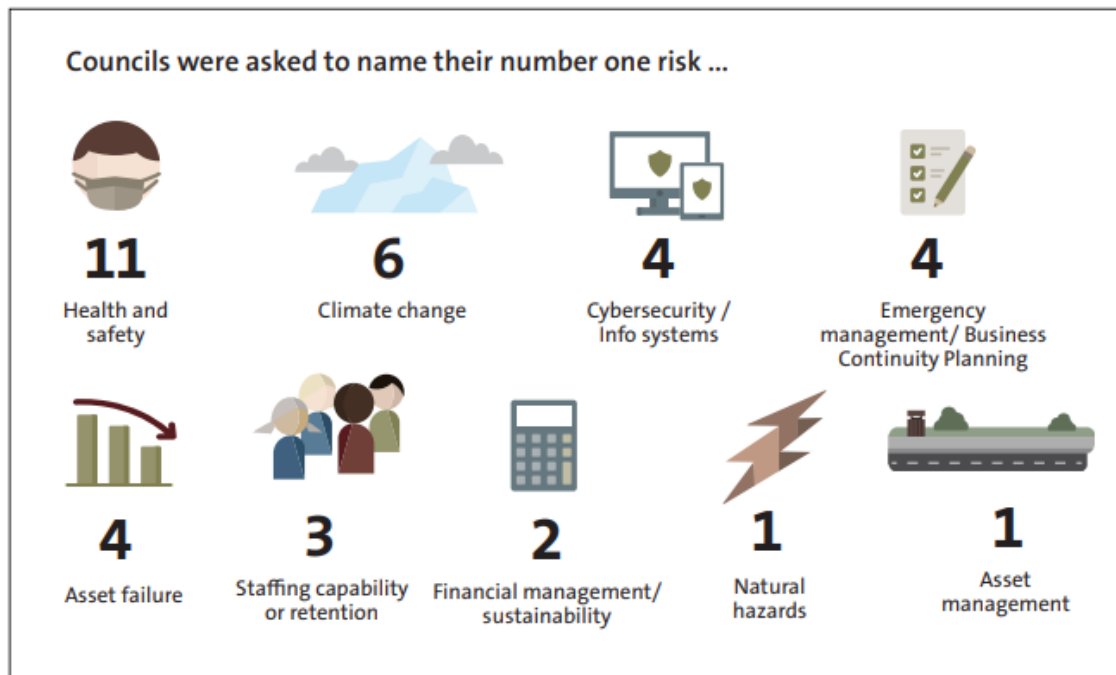 Councils were asked to name their number one risk ...
11
Health and
safety
6
Climate change
4
Cybersecurity /
Info systems
4
Emergency
management/ Business
Continuity Planning
4
Asset failure
3
Staffing capability
or retention
2
Financial management/
sustainability
1
Natural
hazards
1
Asset
management